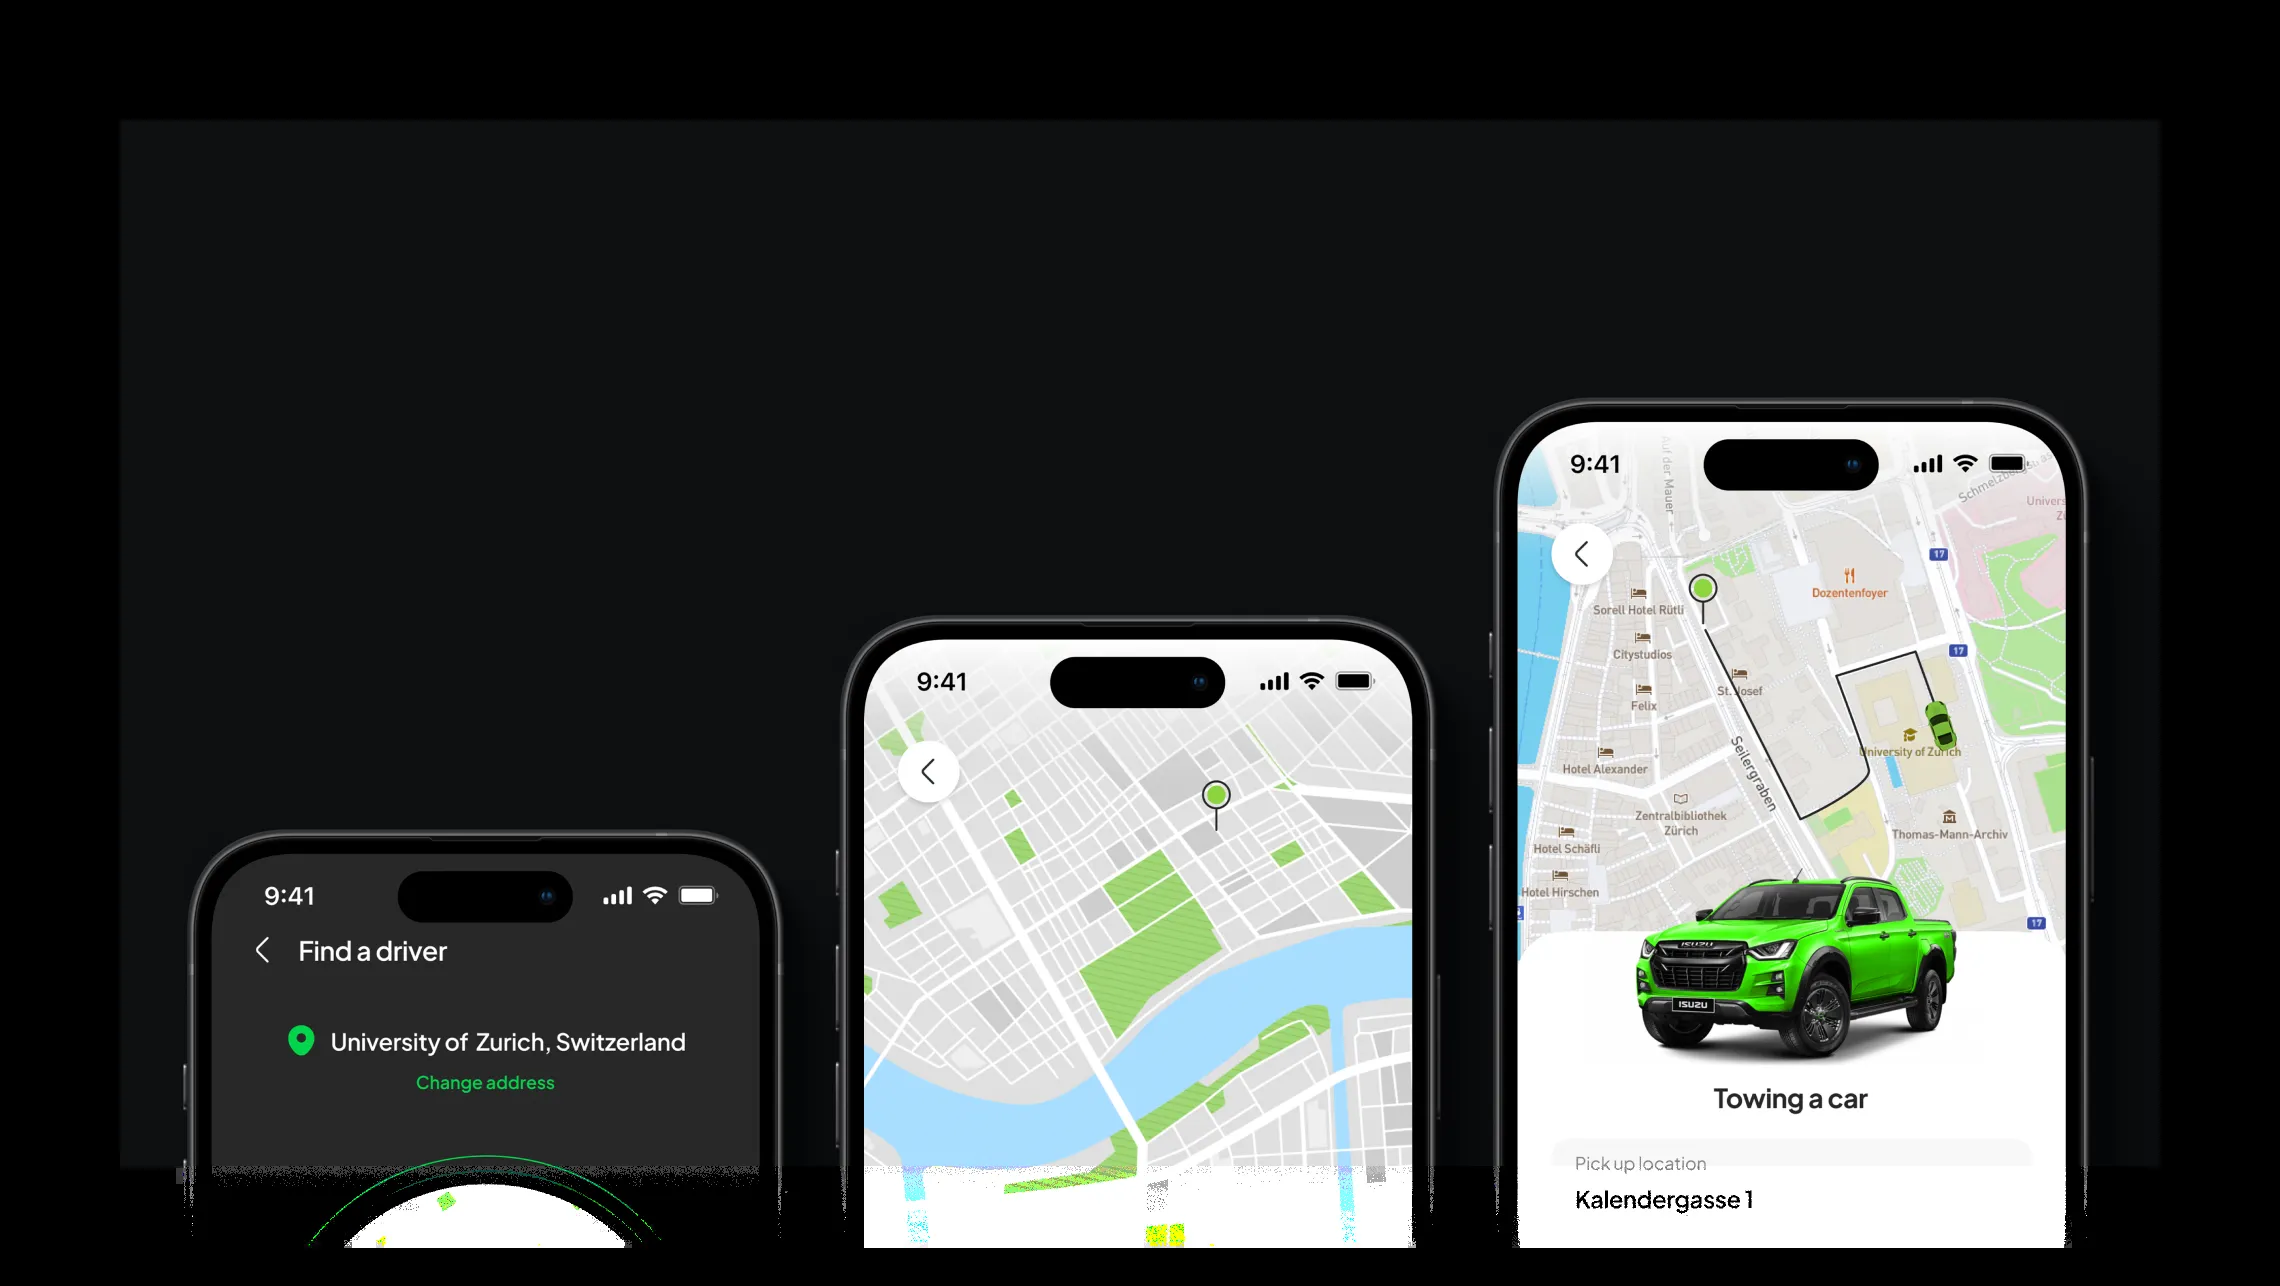 9:41
Find a driver
University of Zurich, Switzerland
Change address
9:41
9:41
Auf der Mauer
Univers
17
Dozentenfoyer
Sorell Hotel Rütli
Citystudios
17
St. Josef
Felix
University of Zurich
Hotel Alexander
Seilergraben
Zentralbibliothek
Zürich
Thomas-Mann-Archiv
Hotel Schäfli
Hotel Hirschen
17
ISUZU
ISUZU
Towing a car
Pick up location
Kalendergasse 1